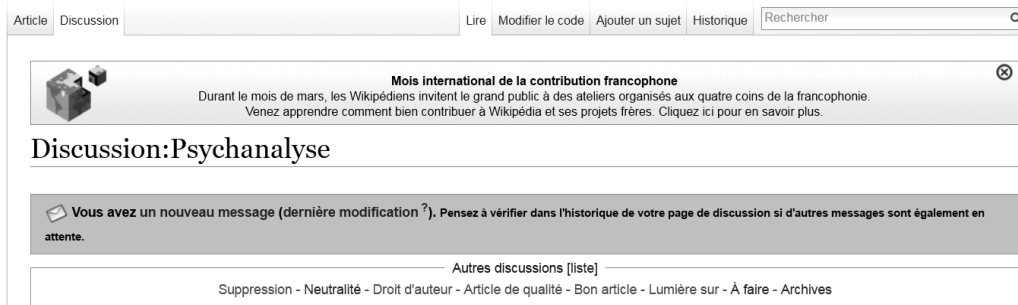 Article Discussion Lire Modifier le code Ajouter un sujet Historique Rechercher
Mois international de la contribution francophone
Durant le mois de mars, les Wikipédiens invitent le grand public à des ateliers organisés aux quatre coins de la francophonie.
Venez apprendre comment bien contribuer à Wikipédia et ses projets frères. Cliquez ici pour en savoir plus.
Discussion:Psychanalyse
Vous avez un nouveau message (dernière modification ?). Pensez à vérifier dans l'historique de votre page de discussion si d'autres messages sont également en
attente.
Autres discussions [liste]
Suppression - Neutralité - Droit d'auteur - Article de qualité - Bon article - Lumière sur - À faire - Archives